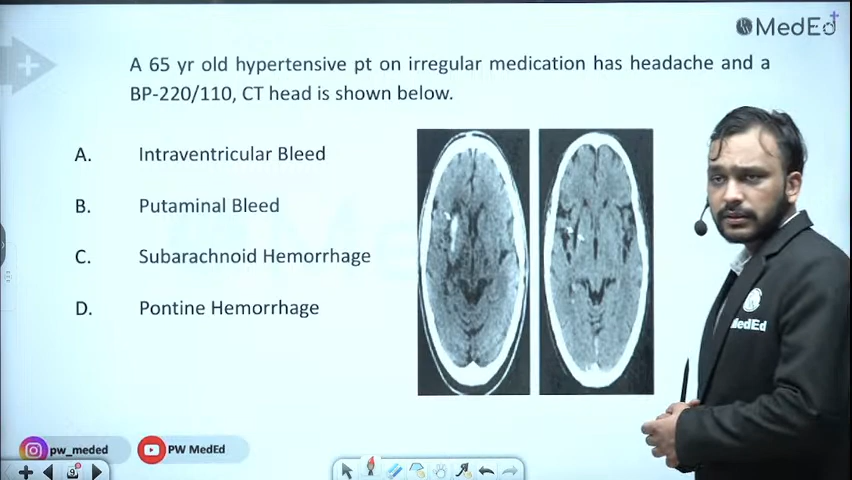 MedEd
A 65 yr old hypertensive pt on irregular medication has headache and a
BP-220/110, CT head is shown below.
A. Intraventricular Bleed
B. Putaminal Bleed
C. Subarachnoid Hemorrhage
D. Pontine Hemorrhage
MedEd
pw_meded
PW MedEd
9